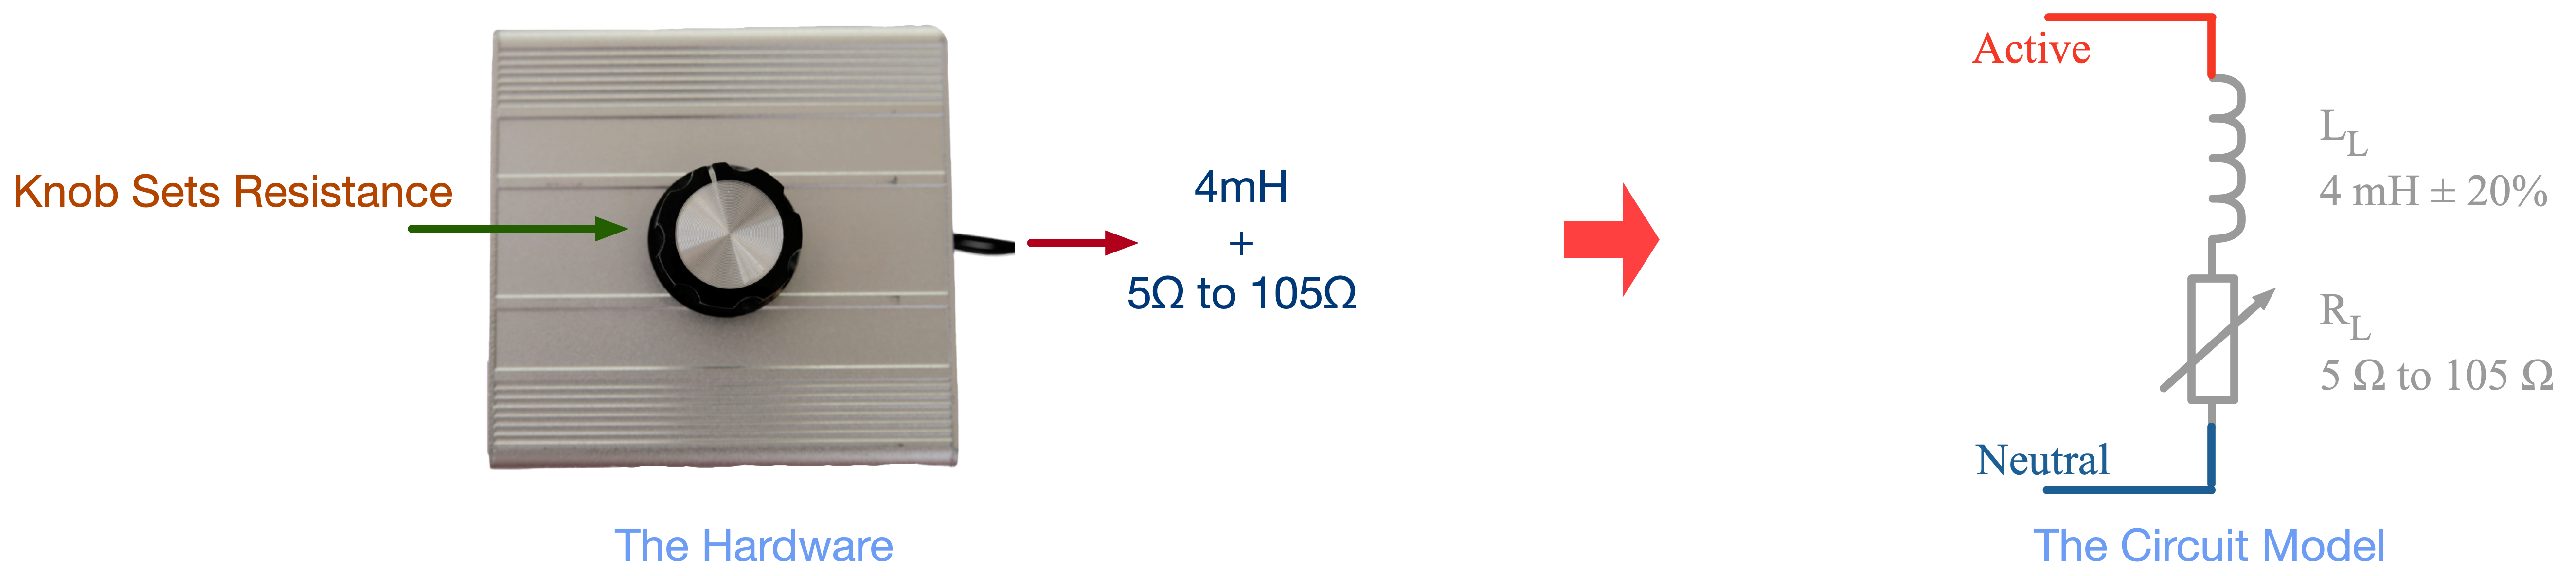 Knob Sets Resistance
4mH
+
5Ω to 105Ω
The Hardware
Active
L_L
4 mH ± 20%
R_L
5 Ω to 105 Ω
Neutral
The Circuit Model